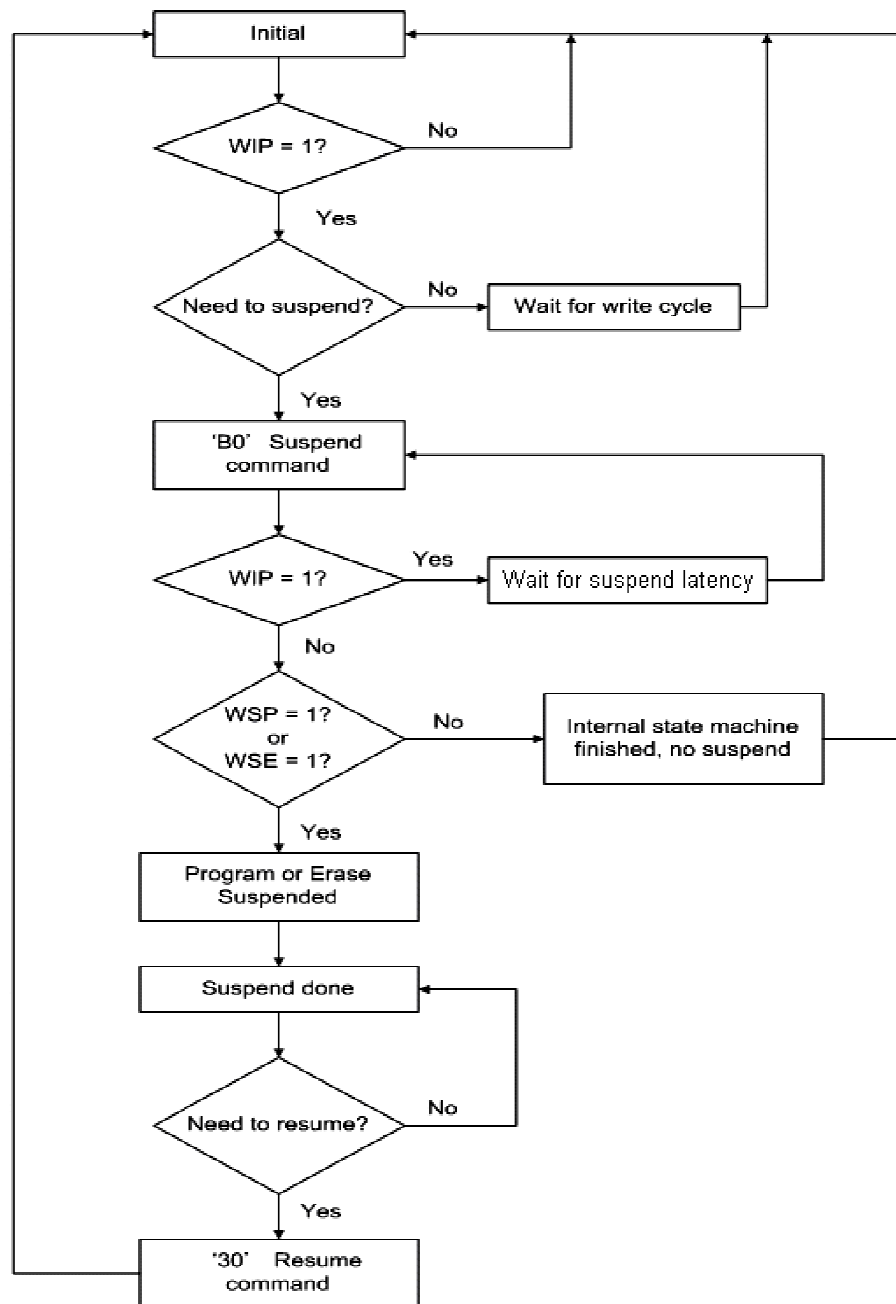 Initial
WIP = 1?
No
Yes
Need to suspend?
No
Wait for write cycle
Yes
‘B0’ Suspend
command
WIP = 1?
Yes
Wait for suspend latency
No
WSP = 1?
or
WSE = 1?
No
Internal state machine
finished, no suspend
Yes
Program or Erase
Suspended
Suspend done
Need to resume?
No
Yes
‘30’ Resume
command